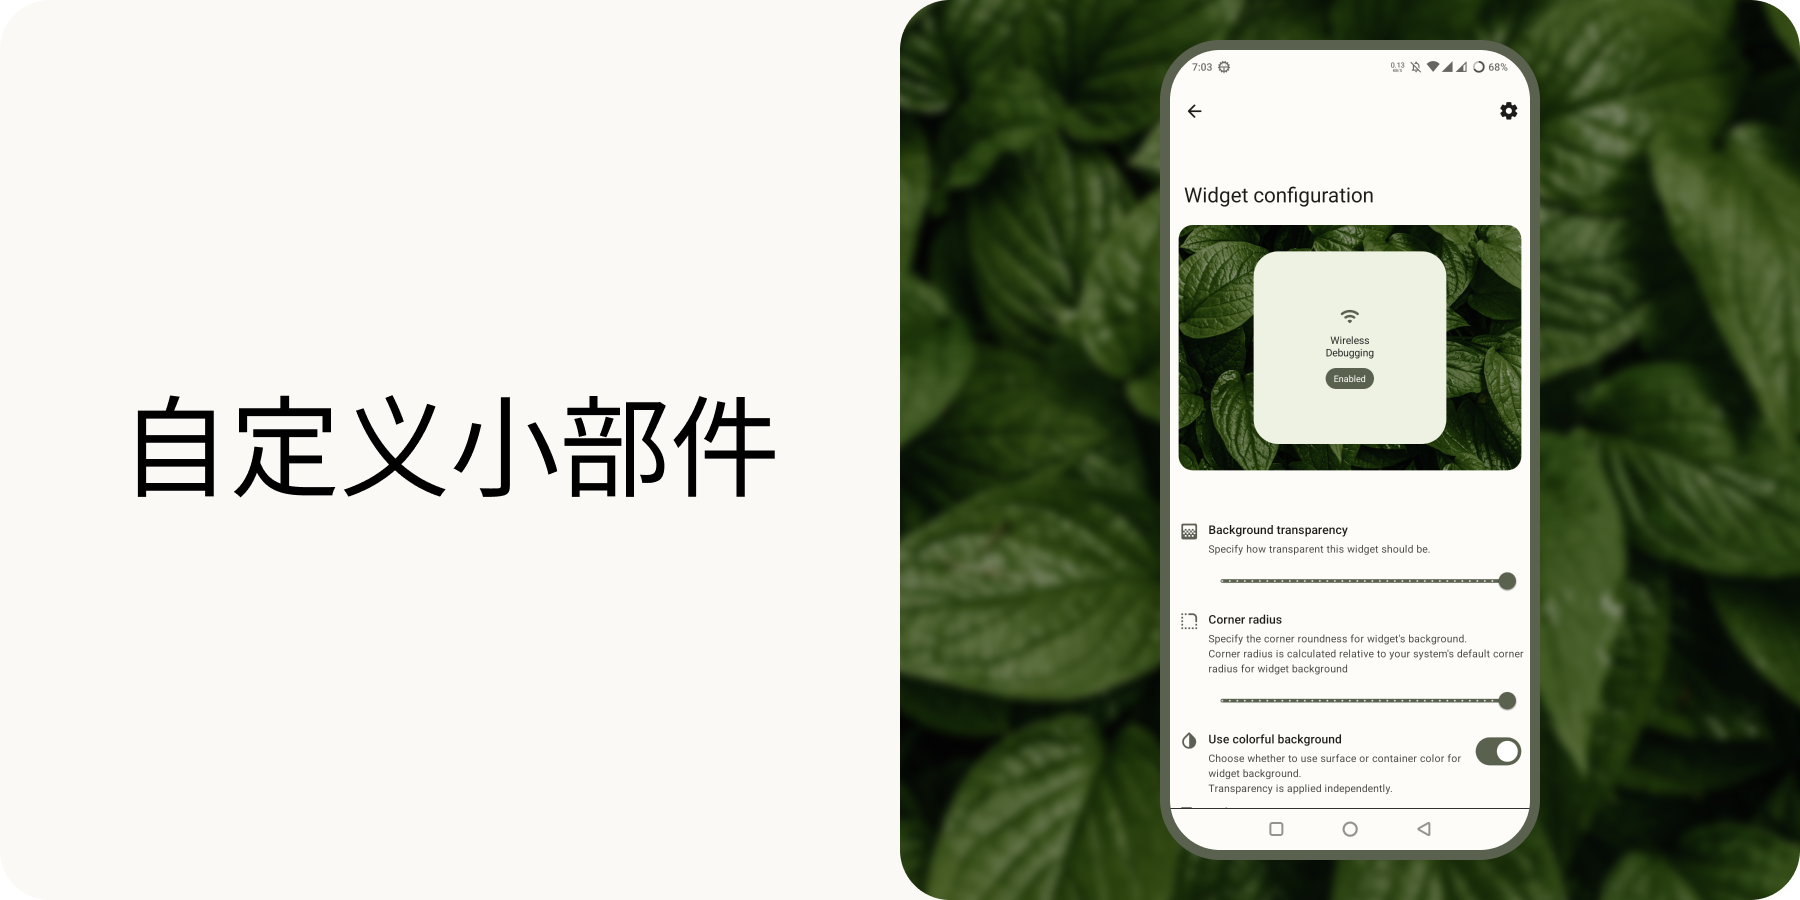 自定义小部件
7:03
0.13
68%
Widget configuration
Wireless
Debugging
Enabled
Background transparency
Specify how transparent this widget should be.
Corner radius
Specify the corner roundness for widget's background.
Corner radius is calculated relative to your system's default corner
radius for widget background
Use colorful background
Choose whether to use surface or container color for
widget background.
Transparency is applied independently.